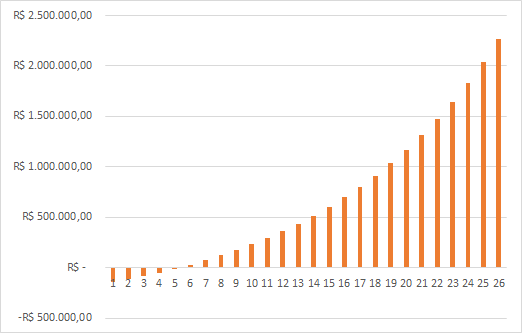 R$ 2.500.000,00
R$ 2.000.000,00
R$ 1.500.000,00
R$ 1.000.000,00
R$ 500.000,00
R$ -
1 2 3 4 5 6 7 8 9 10 11 12 13 14 15 16 17 18 19 20 21 22 23 24 25 26
-R$ 500.000,00